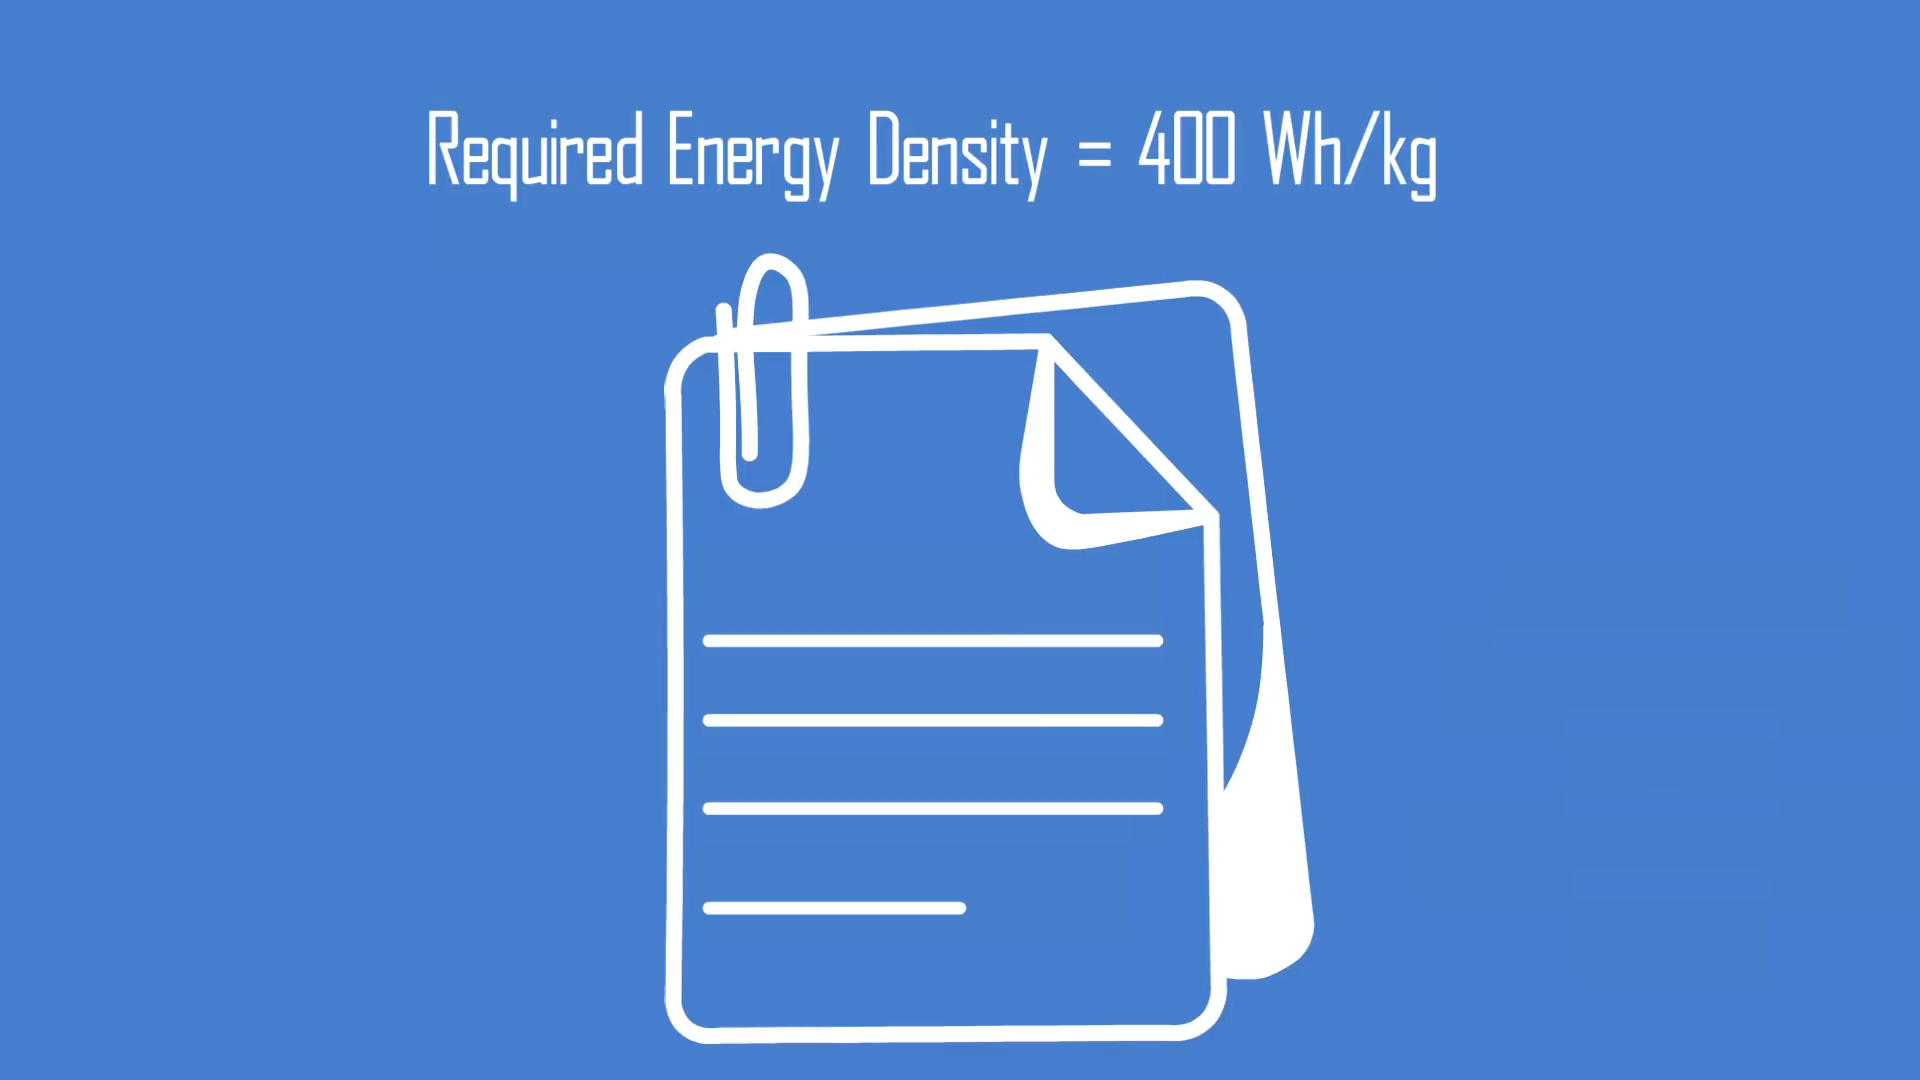 Required Energy Density = 400 Wh/kg